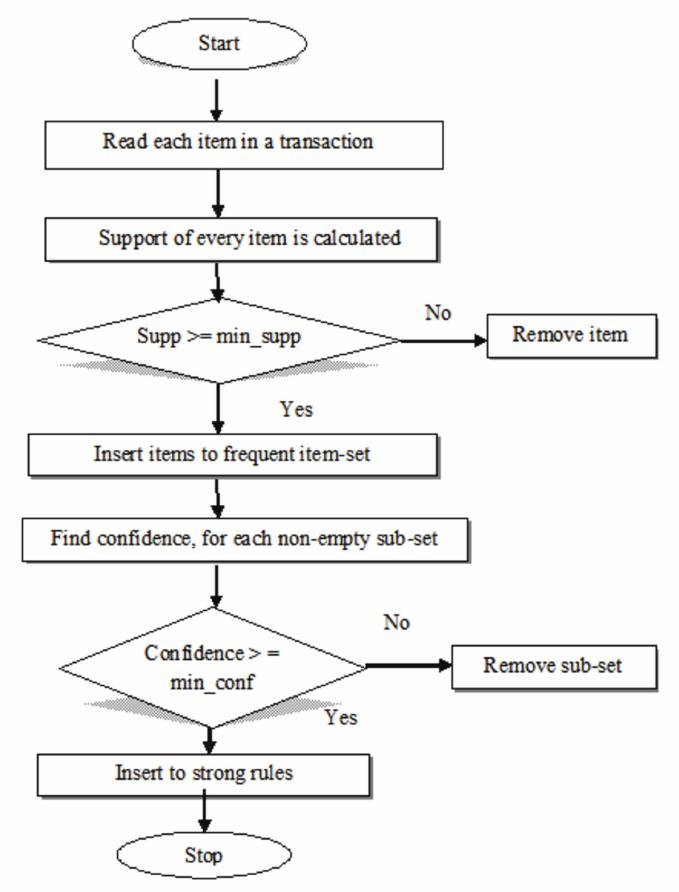 Start
Read each item in a transaction
Support of every item is calculated
Supp >= min_supp
No
Remove item
Yes
Insert items to frequent item-set
Find confidence, for each non-empty sub-set
No
Confidence > =
min_conf
Remove sub-set
Yes
Insert to strong rules
Stop